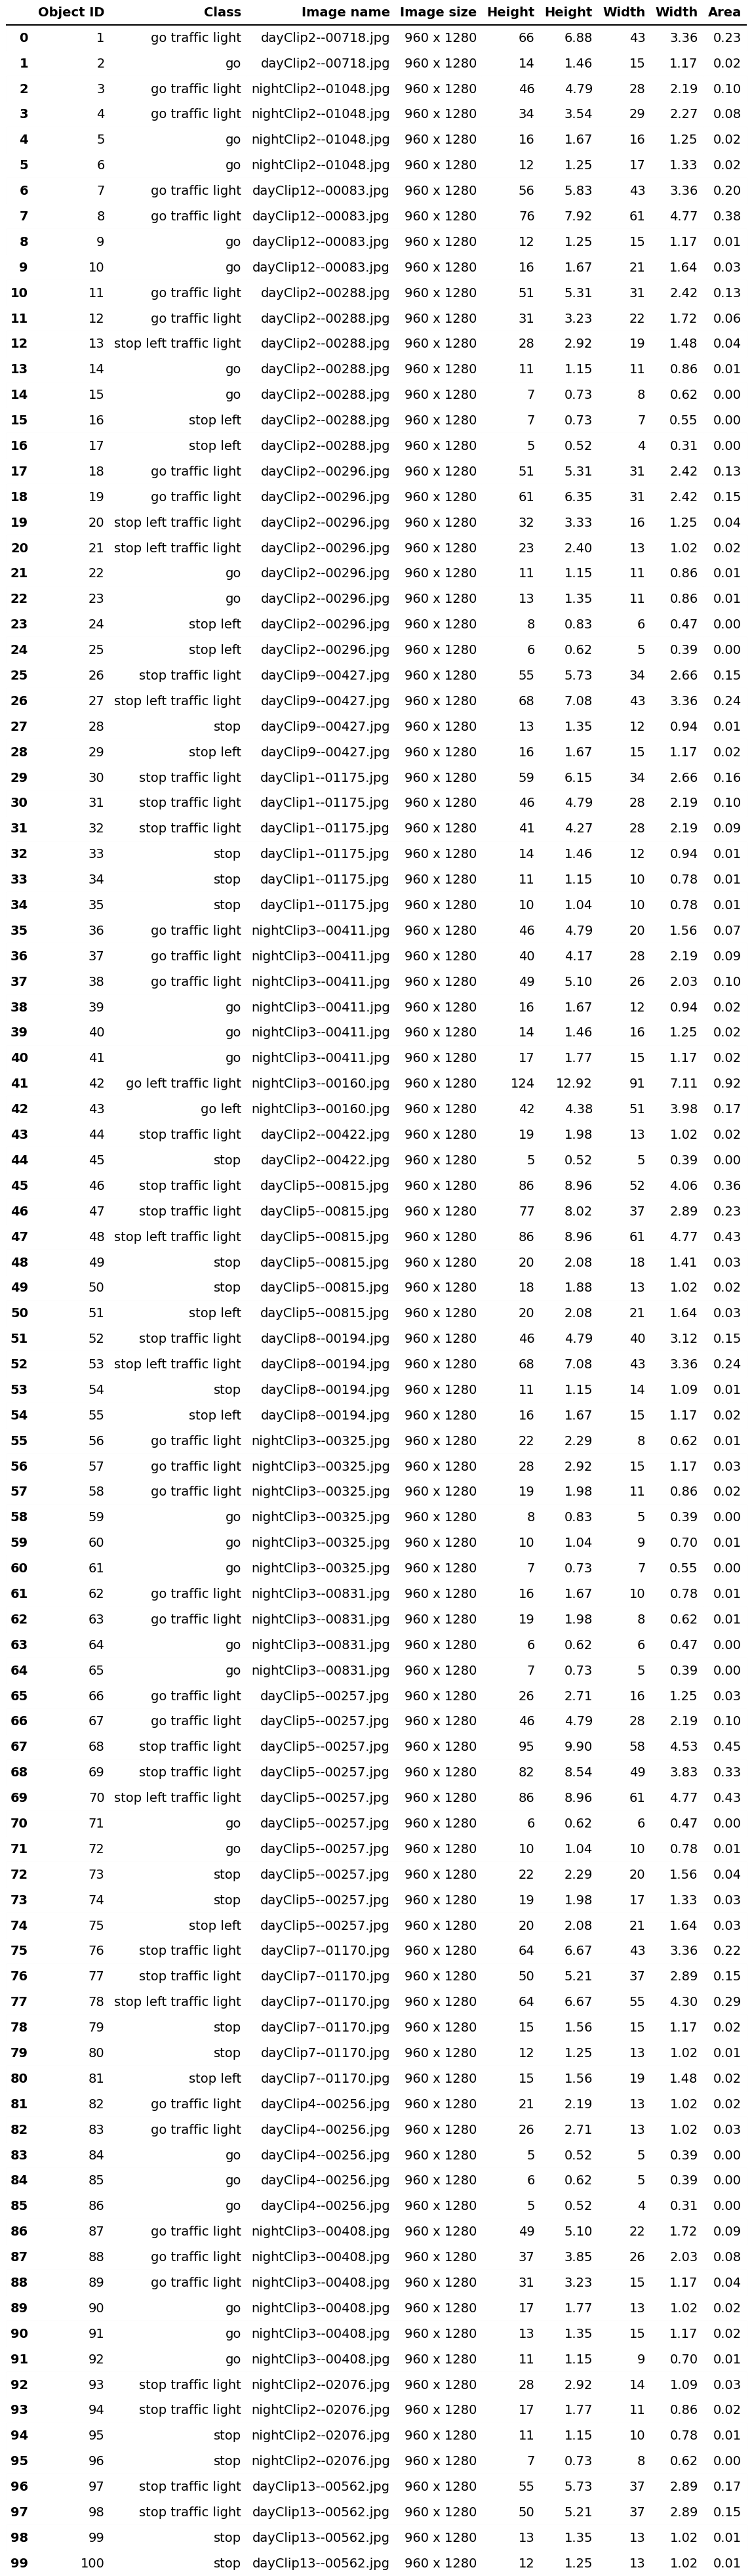 Object ID Class Image name Image size Height Height Width Width Area
0 1 go traffic light dayClip2--00718.jpg 960 x 1280 66 6.88 43 3.36 0.23
1 2 go dayClip2--00718.jpg 960 x 1280 14 1.46 15 1.17 0.02
2 3 go traffic light nightClip2--01048.jpg 960 x 1280 46 4.79 28 2.19 0.10
3 4 go traffic light nightClip2--01048.jpg 960 x 1280 34 3.54 29 2.27 0.08
4 5 go nightClip2--01048.jpg 960 x 1280 16 1.67 16 1.25 0.02
5 6 go nightClip2--01048.jpg 960 x 1280 12 1.25 17 1.33 0.02
6 7 go traffic light dayClip12--00083.jpg 960 x 1280 56 5.83 43 3.36 0.20
7 8 go traffic light dayClip12--00083.jpg 960 x 1280 76 7.92 61 4.77 0.38
8 9 go dayClip12--00083.jpg 960 x 1280 12 1.25 15 1.17 0.01
9 10 go dayClip12--00083.jpg 960 x 1280 16 1.67 21 1.64 0.03
10 11 go traffic light dayClip2--00288.jpg 960 x 1280 51 5.31 31 2.42 0.13
11 12 go traffic light dayClip2--00288.jpg 960 x 1280 31 3.23 22 1.72 0.06
12 13 stop left traffic light dayClip2--00288.jpg 960 x 1280 28 2.92 19 1.48 0.04
13 14 go dayClip2--00288.jpg 960 x 1280 11 1.15 11 0.86 0.01
14 15 go dayClip2--00288.jpg 960 x 1280 7 0.73 8 0.62 0.00
15 16 stop left dayClip2--00288.jpg 960 x 1280 7 0.73 7 0.55 0.00
16 17 stop left dayClip2--00288.jpg 960 x 1280 5 0.52 4 0.31 0.00
17 18 go traffic light dayClip2--00296.jpg 960 x 1280 51 5.31 31 2.42 0.13
18 19 go traffic light dayClip2--00296.jpg 960 x 1280 61 6.35 31 2.42 0.15
19 20 stop left traffic light dayClip2--00296.jpg 960 x 1280 32 3.33 16 1.25 0.04
20 21 stop left traffic light dayClip2--00296.jpg 960 x 1280 23 2.40 13 1.02 0.02
21 22 go dayClip2--00296.jpg 960 x 1280 11 1.15 11 0.86 0.01
22 23 go dayClip2--00296.jpg 960 x 1280 13 1.35 11 0.86 0.01
23 24 stop left dayClip2--00296.jpg 960 x 1280 8 0.83 6 0.47 0.00
24 25 stop left dayClip2--00296.jpg 960 x 1280 6 0.62 5 0.39 0.00
25 26 stop traffic light dayClip9--00427.jpg 960 x 1280 55 5.73 34 2.66 0.15
26 27 stop left traffic light dayClip9--00427.jpg 960 x 1280 68 7.08 43 3.36 0.24
27 28 stop dayClip9--00427.jpg 960 x 1280 13 1.35 12 0.94 0.01
28 29 stop left dayClip9--00427.jpg 960 x 1280 16 1.67 15 1.17 0.02
29 30 stop traffic light dayClip1--01175.jpg 960 x 1280 59 6.15 34 2.66 0.16
30 31 stop traffic light dayClip1--01175.jpg 960 x 1280 46 4.79 28 2.19 0.10
31 32 stop traffic light dayClip1--01175.jpg 960 x 1280 41 4.27 28 2.19 0.09
32 33 stop dayClip1--01175.jpg 960 x 1280 14 1.46 12 0.94 0.01
33 34 stop dayClip1--01175.jpg 960 x 1280 11 1.15 10 0.78 0.01
34 35 stop dayClip1--01175.jpg 960 x 1280 10 1.04 10 0.78 0.01
35 36 go traffic light nightClip3--00411.jpg 960 x 1280 46 4.79 20 1.56 0.07
36 37 go traffic light nightClip3--00411.jpg 960 x 1280 40 4.17 28 2.19 0.09
37 38 go traffic light nightClip3--00411.jpg 960 x 1280 49 5.10 26 2.03 0.10
38 39 go nightClip3--00411.jpg 960 x 1280 16 1.67 12 0.94 0.02
39 40 go nightClip3--00411.jpg 960 x 1280 14 1.46 16 1.25 0.02
40 41 go nightClip3--00411.jpg 960 x 1280 17 1.77 15 1.17 0.02
41 42 go left traffic light nightClip3--00160.jpg 960 x 1280 124 12.92 91 7.11 0.92
42 43 go left nightClip3--00160.jpg 960 x 1280 42 4.38 51 3.98 0.17
43 44 stop traffic light dayClip2--00422.jpg 960 x 1280 19 1.98 13 1.02 0.02
44 45 stop dayClip2--00422.jpg 960 x 1280 5 0.52 5 0.39 0.00
45 46 stop traffic light dayClip5--00815.jpg 960 x 1280 86 8.96 52 4.06 0.36
46 47 stop traffic light dayClip5--00815.jpg 960 x 1280 77 8.02 37 2.89 0.23
47 48 stop left traffic light dayClip5--00815.jpg 960 x 1280 86 8.96 61 4.77 0.43
48 49 stop dayClip5--00815.jpg 960 x 1280 20 2.08 18 1.41 0.03
49 50 stop dayClip5--00815.jpg 960 x 1280 18 1.88 13 1.02 0.02
50 51 stop left dayClip5--00815.jpg 960 x 1280 20 2.08 21 1.64 0.03
51 52 stop traffic light dayClip8--00194.jpg 960 x 1280 46 4.79 40 3.12 0.15
52 53 stop left traffic light dayClip8--00194.jpg 960 x 1280 68 7.08 43 3.36 0.24
53 54 stop dayClip8--00194.jpg 960 x 1280 11 1.15 14 1.09 0.01
54 55 stop left dayClip8--00194.jpg 960 x 1280 16 1.67 15 1.17 0.02
55 56 go traffic light nightClip3--00325.jpg 960 x 1280 22 2.29 8 0.62 0.01
56 57 go traffic light nightClip3--00325.jpg 960 x 1280 28 2.92 15 1.17 0.03
57 58 go traffic light nightClip3--00325.jpg 960 x 1280 19 1.98 11 0.86 0.02
58 59 go nightClip3--00325.jpg 960 x 1280 8 0.83 5 0.39 0.00
59 60 go nightClip3--00325.jpg 960 x 1280 10 1.04 9 0.70 0.01
60 61 go nightClip3--00325.jpg 960 x 1280 7 0.73 7 0.55 0.00
61 62 go traffic light nightClip3--00831.jpg 960 x 1280 16 1.67 10 0.78 0.01
62 63 go traffic light nightClip3--00831.jpg 960 x 1280 19 1.98 8 0.62 0.01
63 64 go nightClip3--00831.jpg 960 x 1280 6 0.62 6 0.47 0.00
64 65 go nightClip3--00831.jpg 960 x 1280 7 0.73 5 0.39 0.00
65 66 go traffic light dayClip5--00257.jpg 960 x 1280 26 2.71 16 1.25 0.03
66 67 go traffic light dayClip5--00257.jpg 960 x 1280 46 4.79 28 2.19 0.10
67 68 stop traffic light dayClip5--00257.jpg 960 x 1280 95 9.90 58 4.53 0.45
68 69 stop traffic light dayClip5--00257.jpg 960 x 1280 82 8.54 49 3.83 0.33
69 70 stop left traffic light dayClip5--00257.jpg 960 x 1280 86 8.96 61 4.77 0.43
70 71 go dayClip5--00257.jpg 960 x 1280 6 0.62 6 0.47 0.00
71 72 go dayClip5--00257.jpg 960 x 1280 10 1.04 10 0.78 0.01
72 73 stop dayClip5--00257.jpg 960 x 1280 22 2.29 20 1.56 0.04
73 74 stop dayClip5--00257.jpg 960 x 1280 19 1.98 17 1.33 0.03
74 75 stop left dayClip5--00257.jpg 960 x 1280 20 2.08 21 1.64 0.03
75 76 stop traffic light dayClip7--01170.jpg 960 x 1280 64 6.67 43 3.36 0.22
76 77 stop traffic light dayClip7--01170.jpg 960 x 1280 50 5.21 37 2.89 0.15
77 78 stop left traffic light dayClip7--01170.jpg 960 x 1280 64 6.67 55 4.30 0.29
78 79 stop dayClip7--01170.jpg 960 x 1280 15 1.56 15 1.17 0.02
79 80 stop dayClip7--01170.jpg 960 x 1280 12 1.25 13 1.02 0.01
80 81 stop left dayClip7--01170.jpg 960 x 1280 15 1.56 19 1.48 0.02
81 82 go traffic light dayClip4--00256.jpg 960 x 1280 21 2.19 13 1.02 0.02
82 83 go traffic light dayClip4--00256.jpg 960 x 1280 26 2.71 13 1.02 0.03
83 84 go dayClip4--00256.jpg 960 x 1280 5 0.52 5 0.39 0.00
84 85 go dayClip4--00256.jpg 960 x 1280 6 0.62 5 0.39 0.00
85 86 go dayClip4--00256.jpg 960 x 1280 5 0.52 4 0.31 0.00
86 87 go traffic light nightClip3--00408.jpg 960 x 1280 49 5.10 22 1.72 0.09
87 88 go traffic light nightClip3--00408.jpg 960 x 1280 37 3.85 26 2.03 0.08
88 89 go traffic light nightClip3--00408.jpg 960 x 1280 31 3.23 15 1.17 0.04
89 90 go nightClip3--00408.jpg 960 x 1280 17 1.77 13 1.02 0.02
90 91 go nightClip3--00408.jpg 960 x 1280 13 1.35 15 1.17 0.02
91 92 go nightClip3--00408.jpg 960 x 1280 11 1.15 9 0.70 0.01
92 93 stop traffic light nightClip2--02076.jpg 960 x 1280 28 2.92 14 1.09 0.03
93 94 stop traffic light nightClip2--02076.jpg 960 x 1280 17 1.77 11 0.86 0.02
94 95 stop nightClip2--02076.jpg 960 x 1280 11 1.15 10 0.78 0.01
95 96 stop nightClip2--02076.jpg 960 x 1280 7 0.73 8 0.62 0.00
96 97 stop traffic light dayClip13--00562.jpg 960 x 1280 55 5.73 37 2.89 0.17
97 98 stop traffic light dayClip13--00562.jpg 960 x 1280 50 5.21 37 2.89 0.15
98 99 stop dayClip13--00562.jpg 960 x 1280 13 1.35 13 1.02 0.01
99 100 stop dayClip13--00562.jpg 960 x 1280 12 1.25 13 1.02 0.01